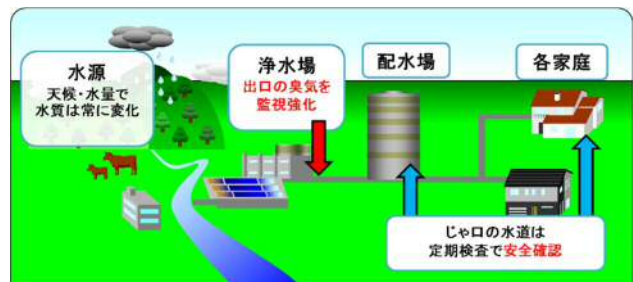 水源
天候・水量で
水質は常に変化
浄水場
出口の臭気を
監視強化
配水場
各家庭
じゃ口の水道は
定期検査で安全確認